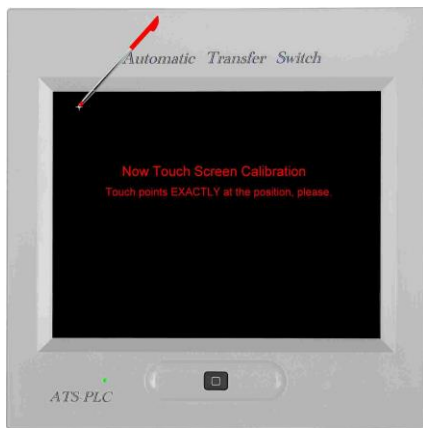 Automatic Transfer Switch
Now Touch Screen Calibration
Touch points EXACTLY at the position, please.
ATS-PLC